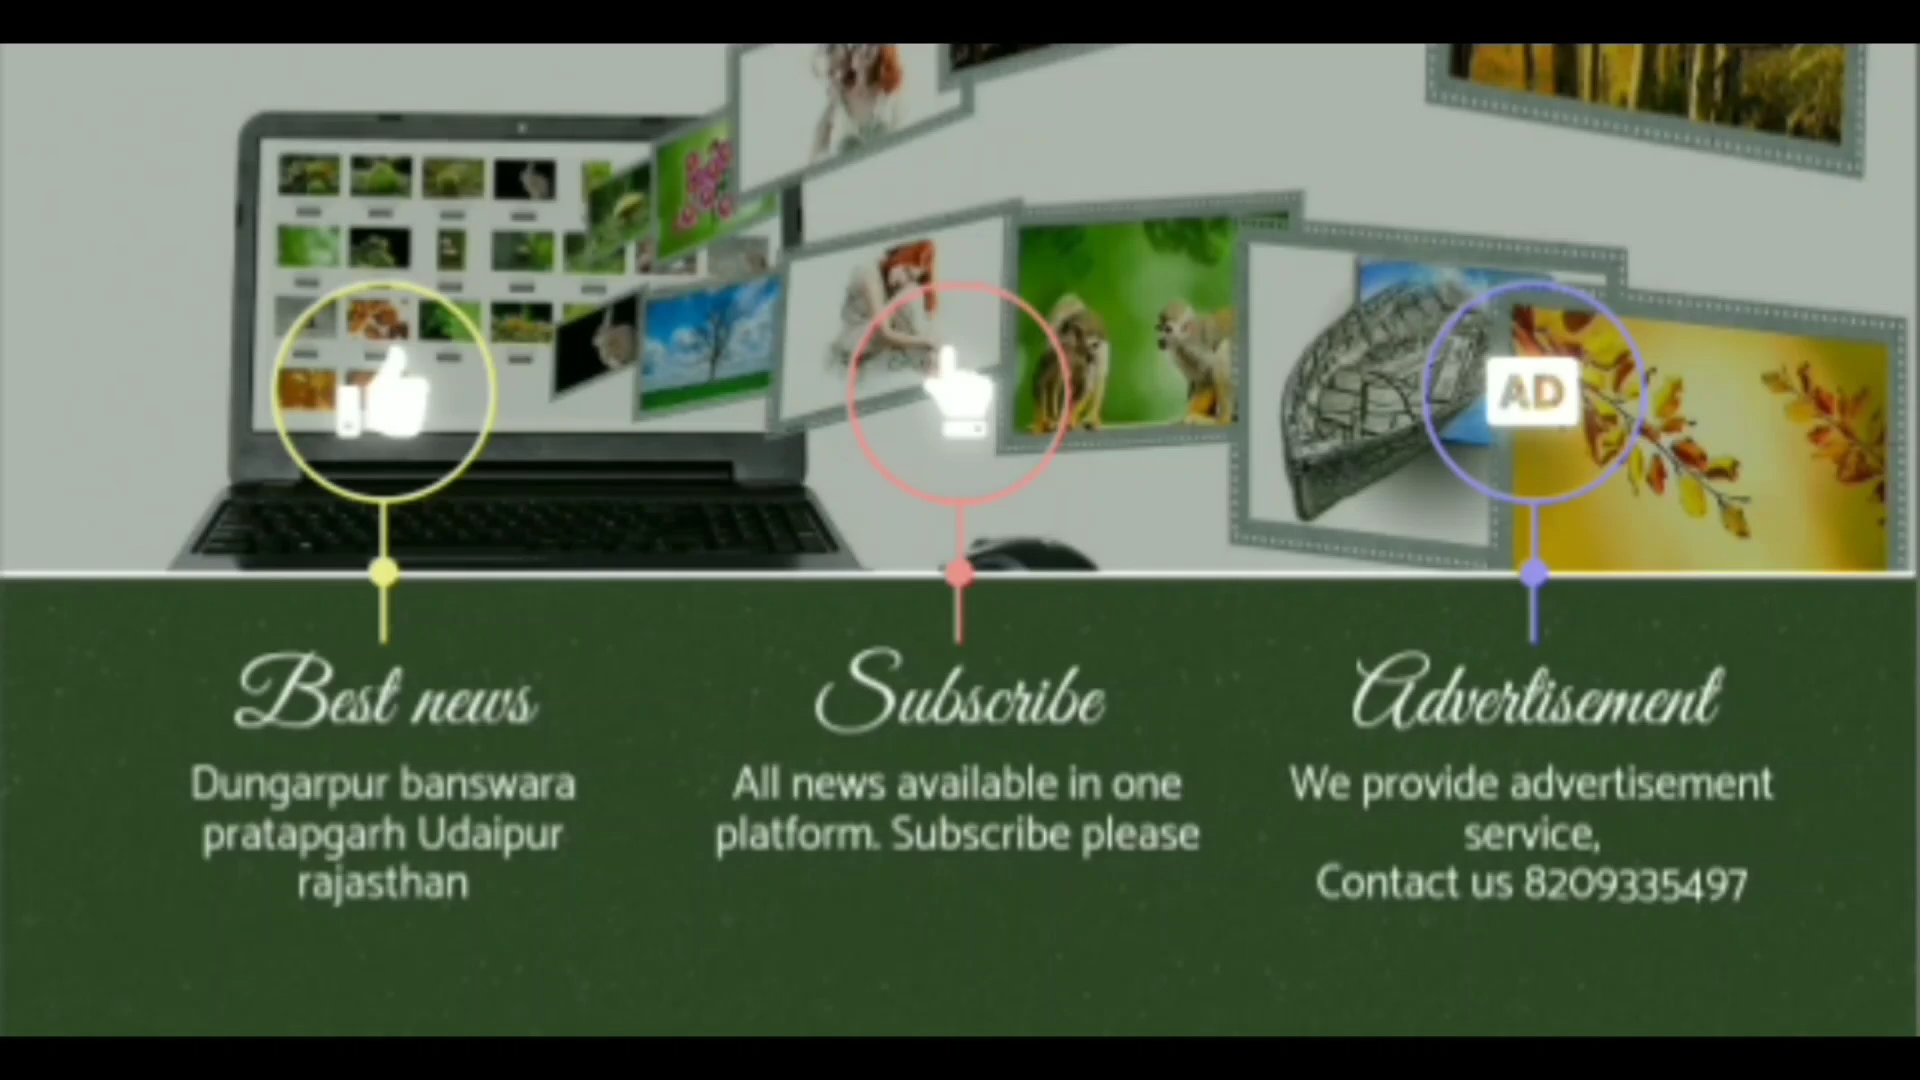 AD
Best news
Dungarpur banswara
pratapgarh Udaipur
rajasthan
Subscribe
All news available in one
platform. Subscribe please
Advertisement
We provide advertisement
service,
Contact us 8209335497